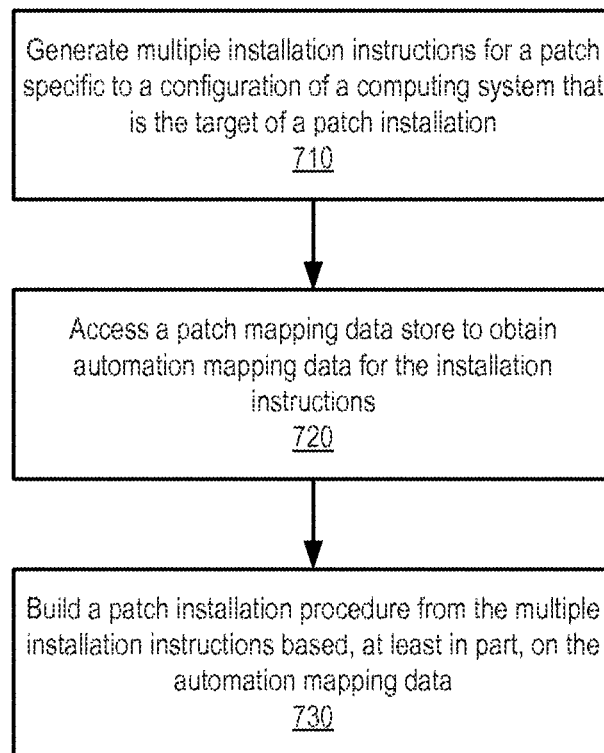 Generate multiple installation instructions for a patch
specific to a configuration of a computing system that
is the target of a patch installation
710
Access a patch mapping data store to obtain
automation mapping data for the installation
instructions
720
Build a patch installation procedure from the multiple
installation instructions based, at least in part, on the
automation mapping data
730